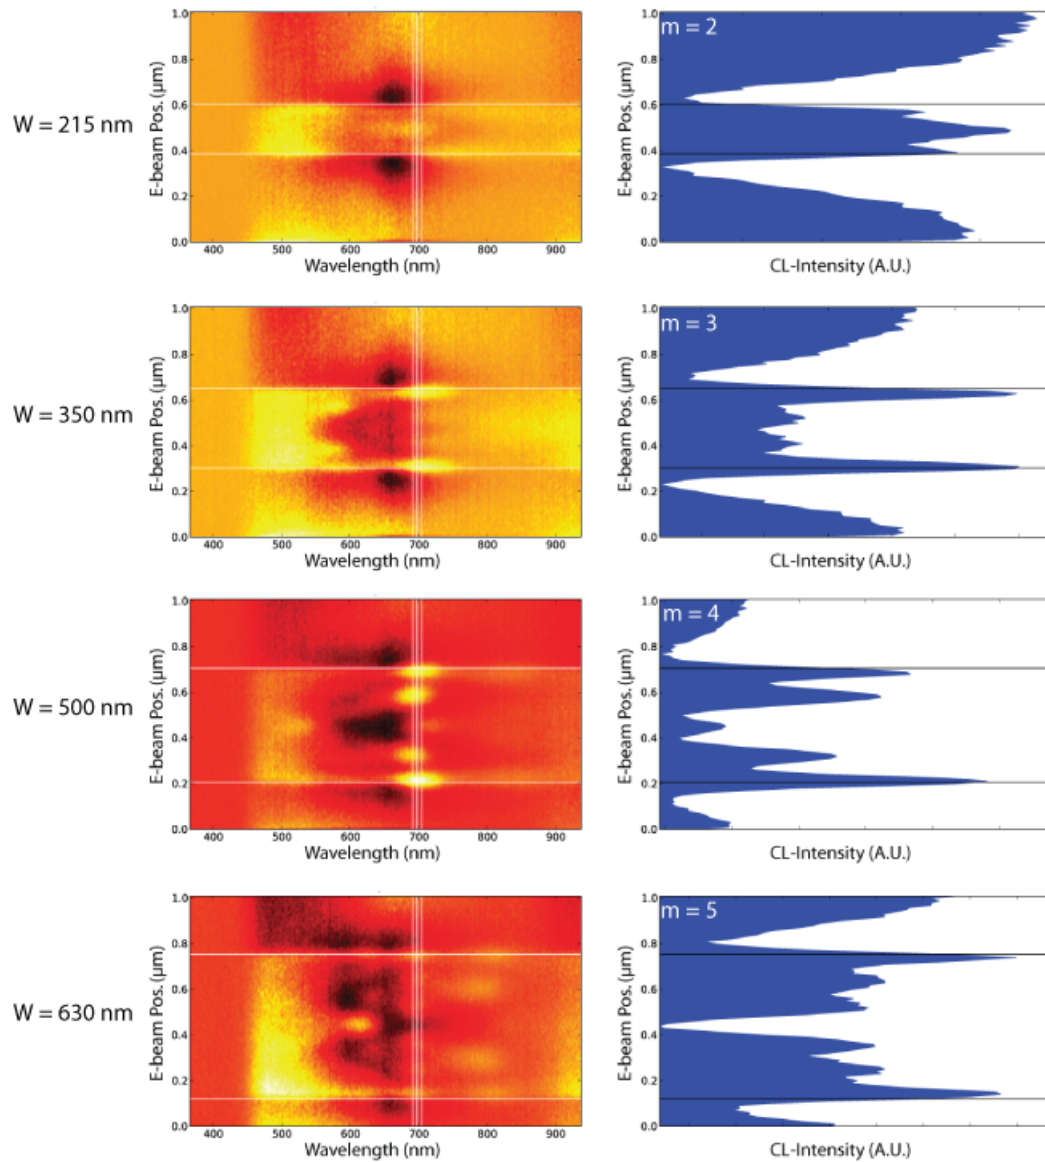 W = 215 nm
E-beam Pos. (µm)
1.0
0.8
0.6
0.4
0.2
0.0
400 500 600 700 800 900
Wavelength (nm)
m = 2
E-beam Pos. (µm)
1.0
0.8
0.6
0.4
0.2
0.0
CL-Intensity (A.U.)
W = 350 nm
E-beam Pos. (µm)
1.0
0.8
0.6
0.4
0.2
0.0
400 500 600 700 800 900
Wavelength (nm)
m = 3
E-beam Pos. (µm)
1.0
0.8
0.6
0.4
0.2
0.0
CL-Intensity (A.U.)
W = 500 nm
E-beam Pos. (µm)
1.0
0.8
0.6
0.4
0.2
0.0
400 500 600 700 800 900
Wavelength (nm)
m = 4
E-beam Pos. (µm)
1.0
0.8
0.6
0.4
0.2
0.0
CL-Intensity (A.U.)
W = 630 nm
E-beam Pos. (µm)
1.0
0.8
0.6
0.4
0.2
0.0
400 500 600 700 800 900
Wavelength (nm)
m = 5
E-beam Pos. (µm)
1.0
0.8
0.6
0.4
0.2
0.0
CL-Intensity (A.U.)